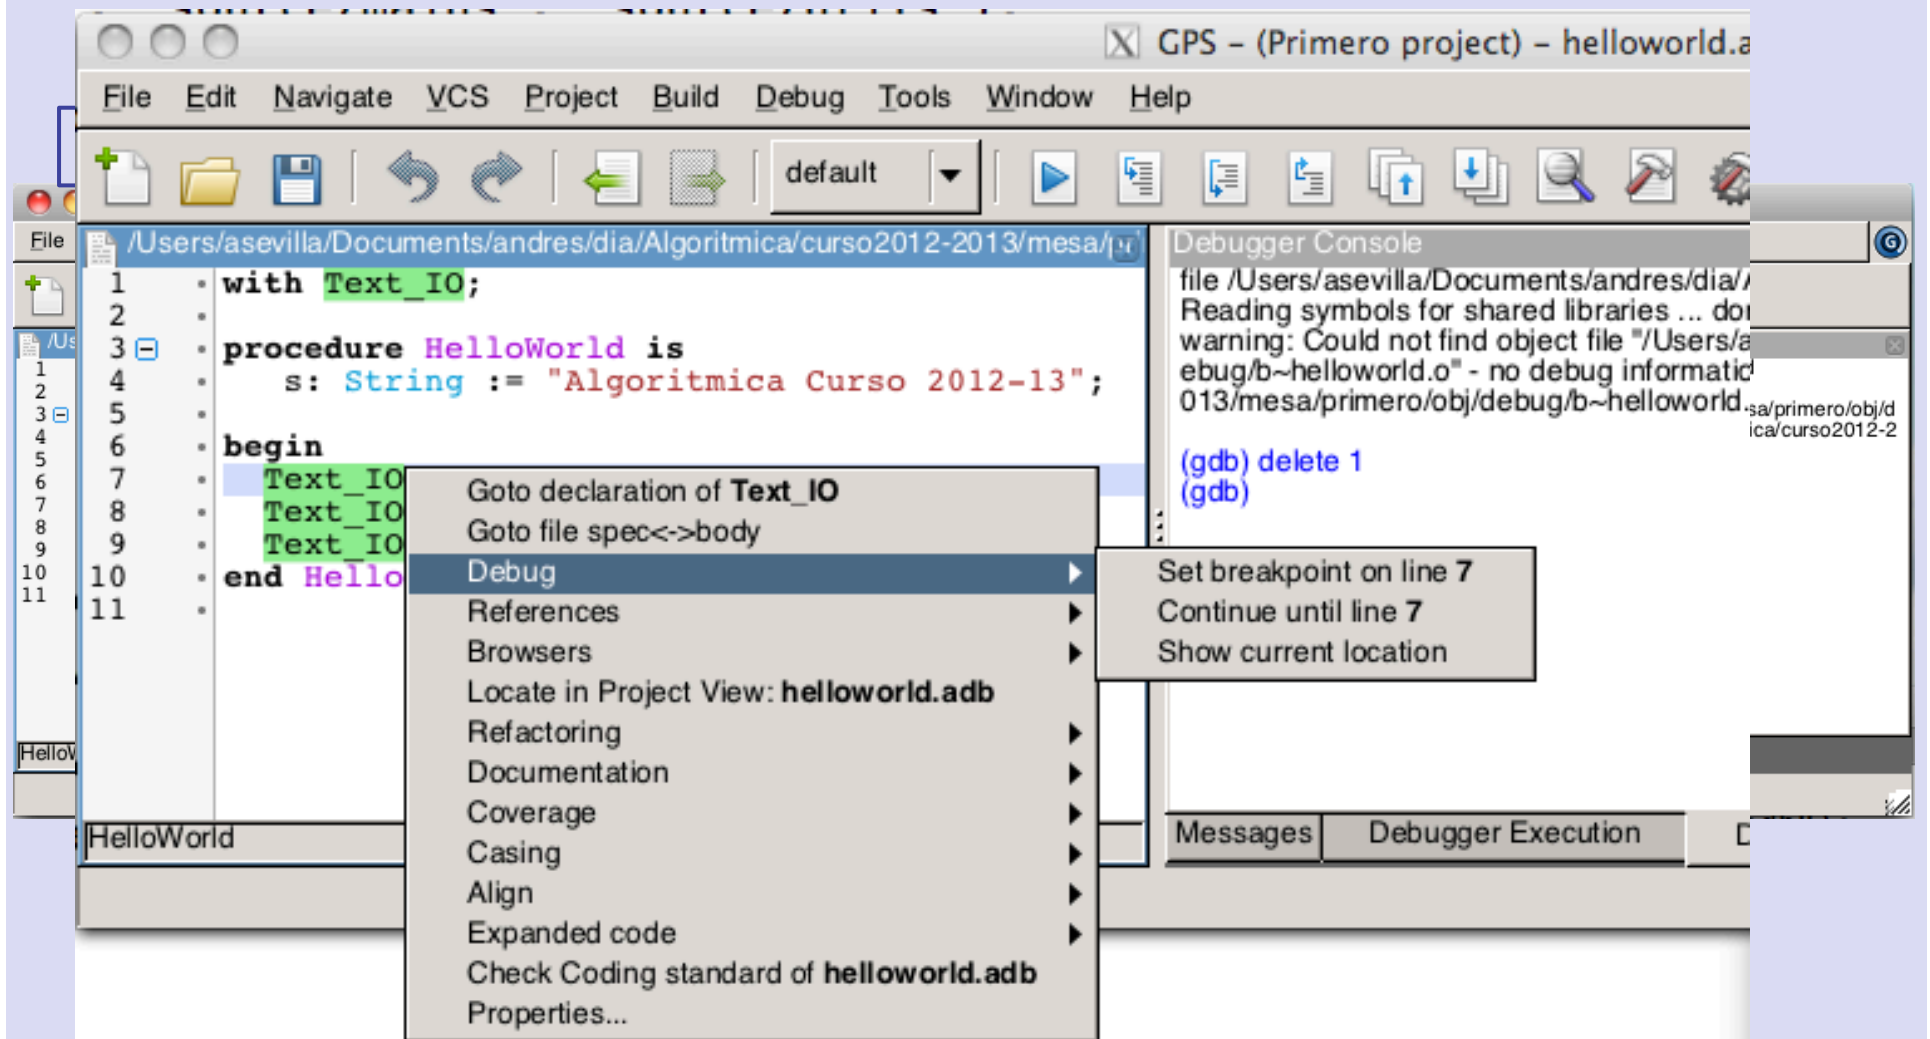 GPS – (Primero project) – helloworld.a
File Edit Navigate VCS Project Build Debug Tools Window Help
default
File
/Users/asevilla/Documents/andres/dia/Algoritmica/curso2012-2013/mesa/
1 with Text_IO;
2
3 procedure HelloWorld is
4 s: String := "Algoritmica Curso 2012-13";
5
6 begin
7 Text_IO
8 Text_IO
9 Text_IO
10 end Hello
11
HelloWorld
Goto declaration of Text_IO
Goto file spec<->body
Debug
References
Browsers
Locate in Project View: helloworld.adb
Refactoring
Documentation
Coverage
Casing
Align
Expanded code
Check Coding standard of helloworld.adb
Properties...
Set breakpoint on line 7
Continue until line 7
Show current location
Debugger Console
file /Users/asevilla/Documents/andres/dia/
Reading symbols for shared libraries ...
warning: Could not find object file "/Users/a
ebug/b~helloworld.o" - no debug informatio
013/mesa/primero/obj/debug/b~helloworld.
(gdb) delete 1
(gdb)
Messages Debugger Execution
/Us
1
2
3
4
5
6
7
8
9
10
11
Hello
sa/primero/obj/d
ica/curso2012-2